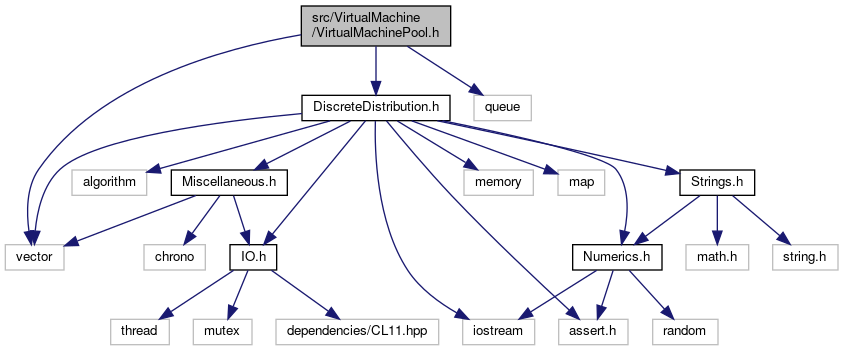 src/VirtualMachine
/VirtualMachinePool.h
DiscreteDistribution.h
queue
algorithm
Miscellaneous.h
memory
map
Strings.h
vector
chrono
IO.h
Numerics.h
math.h
string.h
thread
mutex
dependencies/CL11.hpp
iostream
assert.h
random